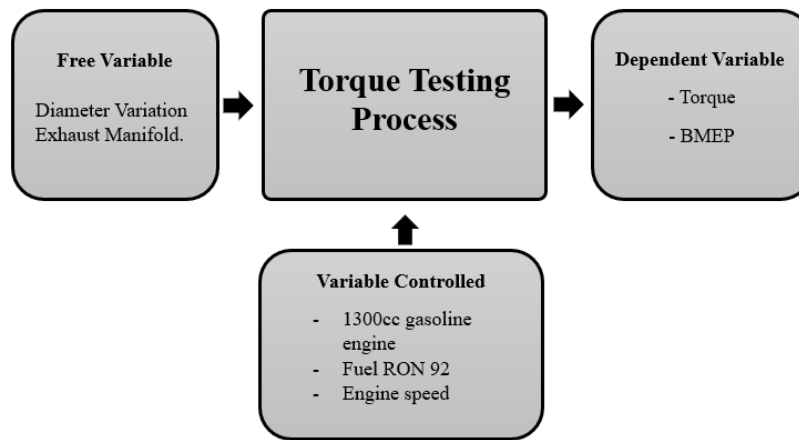 Free Variable
Diameter Variation
Exhaust Manifold.
Torque Testing
Process
Dependent Variable
- Torque
- BMEP
Variable Controlled
- 1300cc gasoline
engine
- Fuel RON 92
- Engine speed